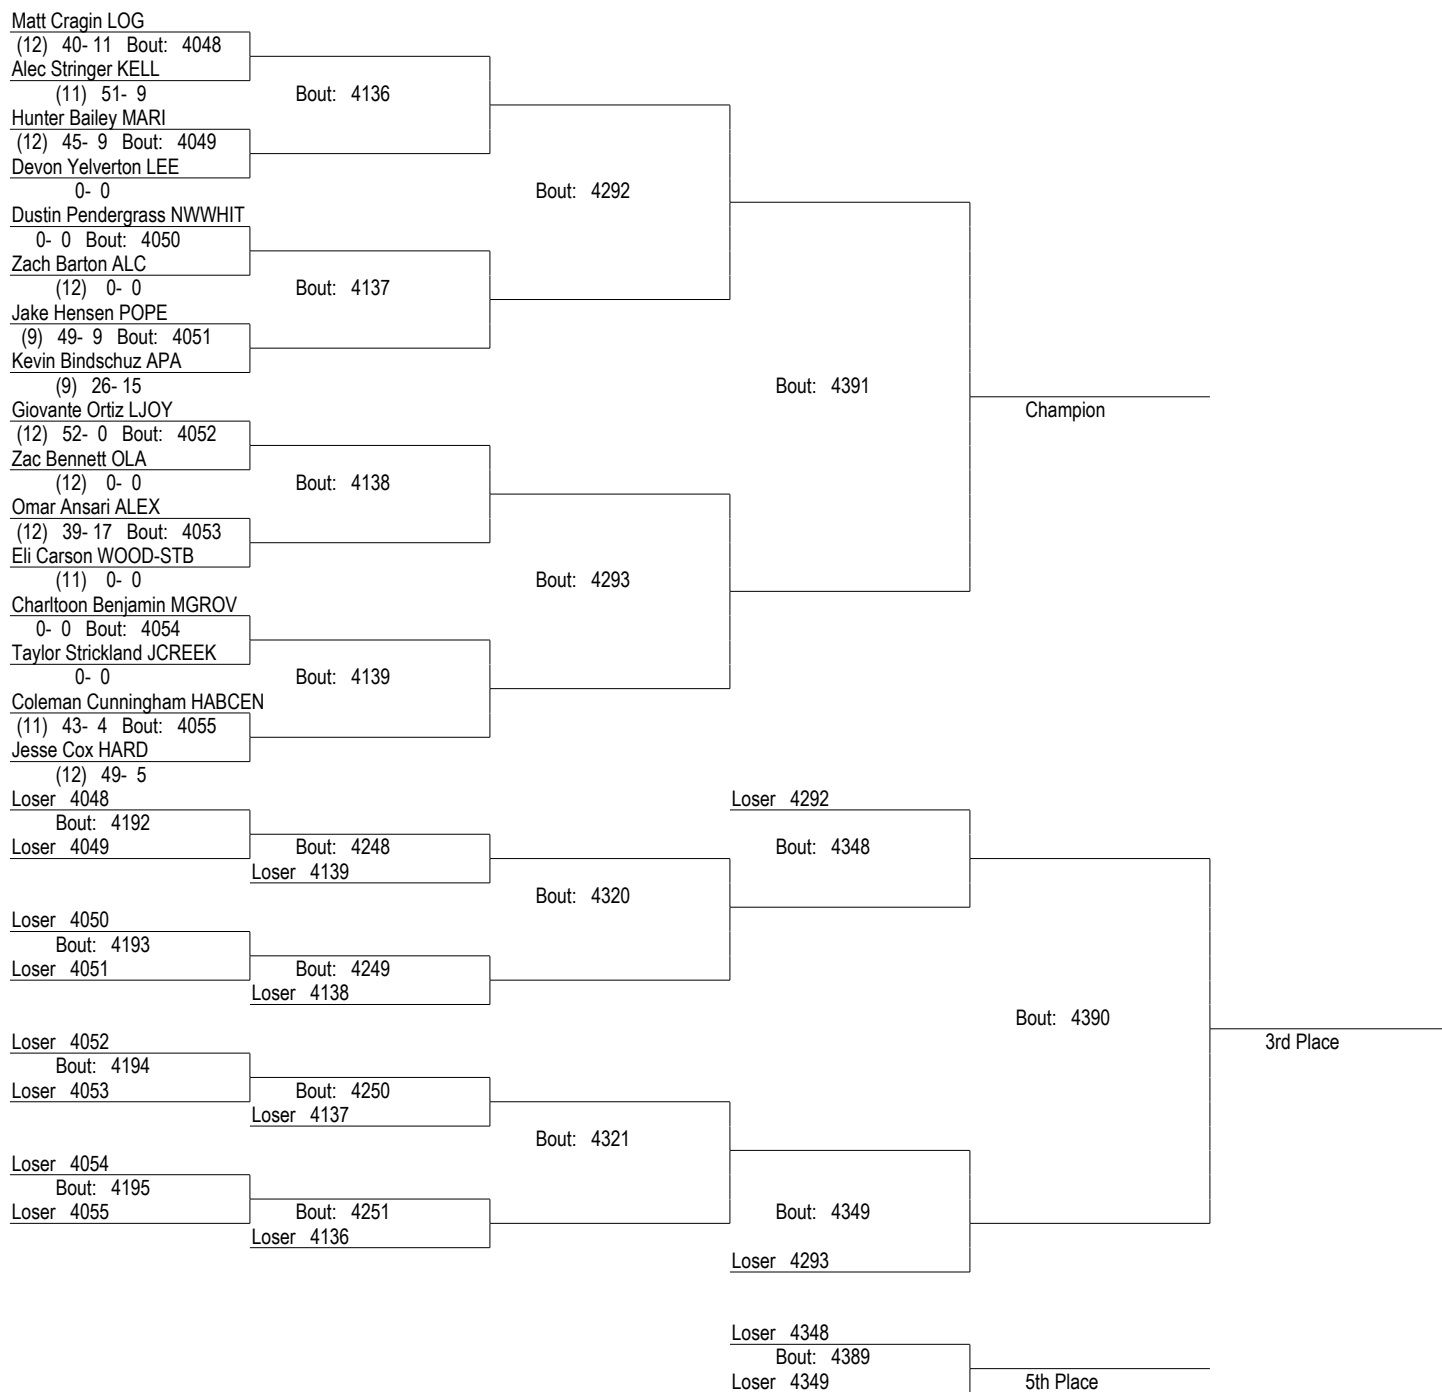 Matt Cragin LOG
(12) 40- 11 Bout: 4048
Alec Stringer KELL
(11) 51- 9
Bout: 4136
Hunter Bailey MARI
(12) 45- 9 Bout: 4049
Devon Yelverton LEE
0- 0
Bout: 4292
Dustin Pendergrass NWWHIT
0- 0 Bout: 4050
Zach Barton ALC
(12) 0- 0
Bout: 4137
Jake Hensen POPE
(9) 49- 9 Bout: 4051
Kevin Bindschuz APA
(9) 26- 15
Bout: 4391
Champion
Giovante Ortiz LJOY
(12) 52- 0 Bout: 4052
Zac Bennett OLA
(12) 0- 0
Bout: 4138
Omar Ansari ALEX
(12) 39- 17 Bout: 4053
Eli Carson WOOD-STB
(11) 0- 0
Bout: 4293
Charltoon Benjamin MGROV
0- 0 Bout: 4054
Taylor Strickland JCREEK
0- 0
Bout: 4139
Coleman Cunningham HABCEN
(11) 43- 4 Bout: 4055
Jesse Cox HARD
(12) 49- 5
Loser 4048
Bout: 4192
Loser 4049
Bout: 4248
Loser 4139
Bout: 4320
Loser 4292
Bout: 4348
Loser 4050
Bout: 4193
Loser 4051
Bout: 4249
Loser 4138
Bout: 4390
3rd Place
Loser 4052
Bout: 4194
Loser 4053
Bout: 4250
Loser 4137
Bout: 4321
Loser 4054
Bout: 4195
Loser 4055
Bout: 4251
Loser 4136
Bout: 4349
Loser 4293
Loser 4348
Bout: 4389
Loser 4349
5th Place